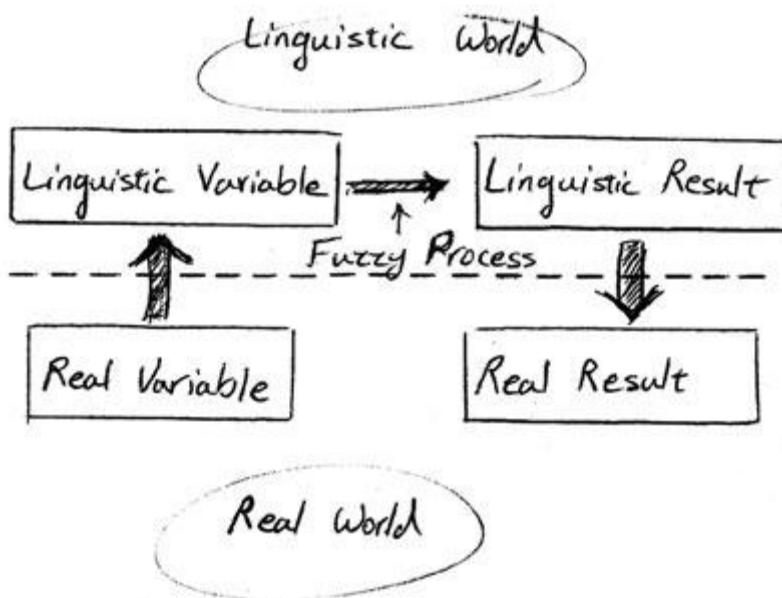 Linguistic World
Linguistic Variable
Linguistic Result
Fuzzy Process
Real Variable
Real Result
Real World